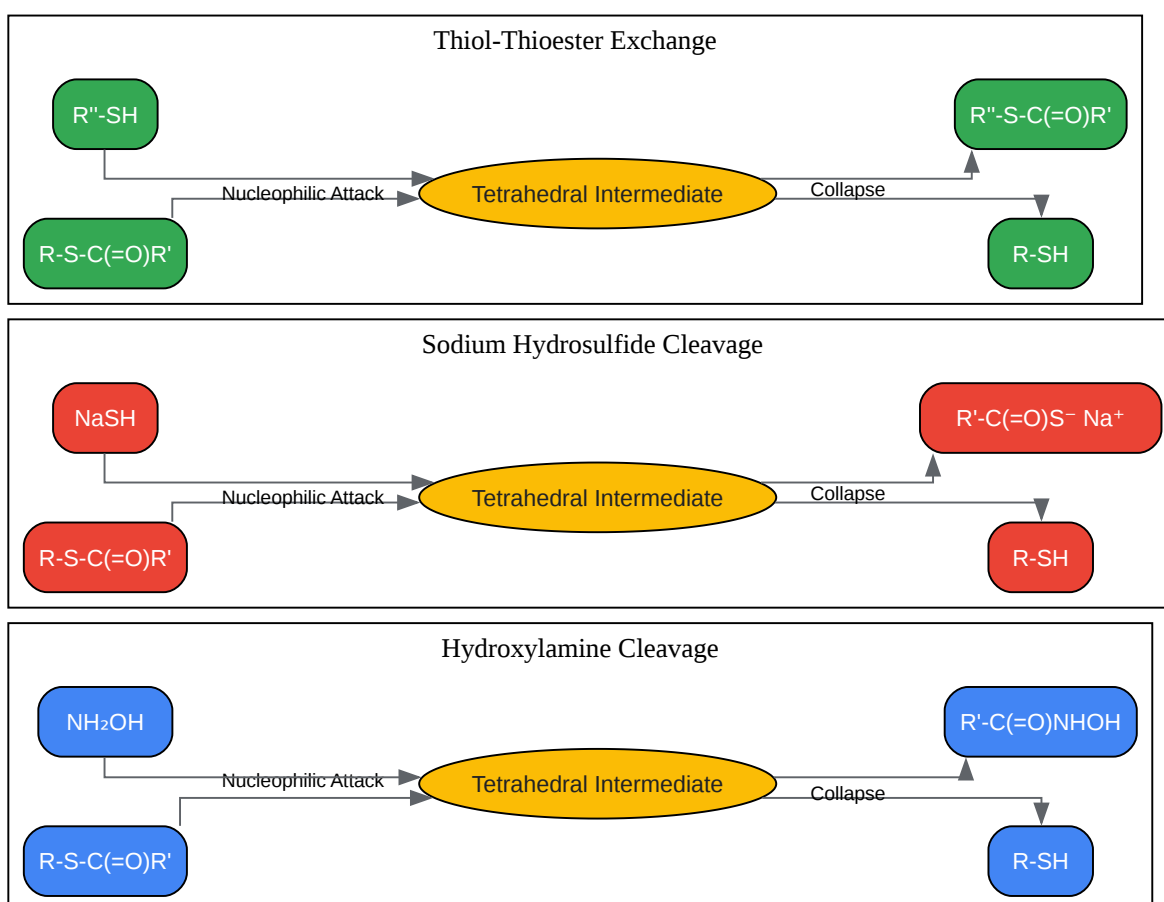 Thiol-Thioester Exchange
R''-SH
R''-S-C(=O)R'
Nucleophilic Attack
Tetrahedral Intermediate
Collapse
R-S-C(=O)R'
R-SH
Sodium Hydrosulfide Cleavage
NaSH
R'-C(=O)S⁻ Na⁺
Nucleophilic Attack
Tetrahedral Intermediate
Collapse
R-S-C(=O)R'
R-SH
Hydroxylamine Cleavage
NH₂OH
R'-C(=O)NHOH
Nucleophilic Attack
Tetrahedral Intermediate
Collapse
R-S-C(=O)R'
R-SH